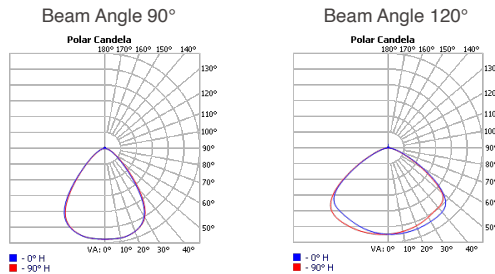 Beam Angle 90° Beam Angle 120°
Polar Candela Polar Candela
180° 170° 160° 150° 180° 170° 160° 150°
130° 130°
120° 120°
110° 110°
100° 100°
90° 90°
80° 80°
70° 70°
60° 60°
50° 50°
VA: 0° 10° 20° 30° 40° VA: 0° 10° 20° 30° 40°
- 0° H - 0° H
- 90° H - 90° H